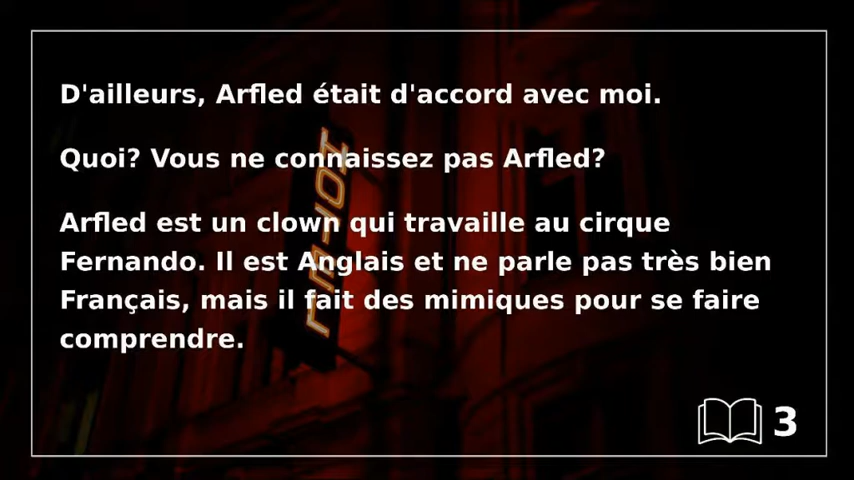 D'ailleurs, Arfled était d'accord avec moi.
Quoi? Vous ne connaissez pas Arfled?
Arfled est un clown qui travaille au cirque
Fernando. Il est Anglais et ne parle pas très bien
Français, mais il fait des mimiques pour se faire
comprendre.
3